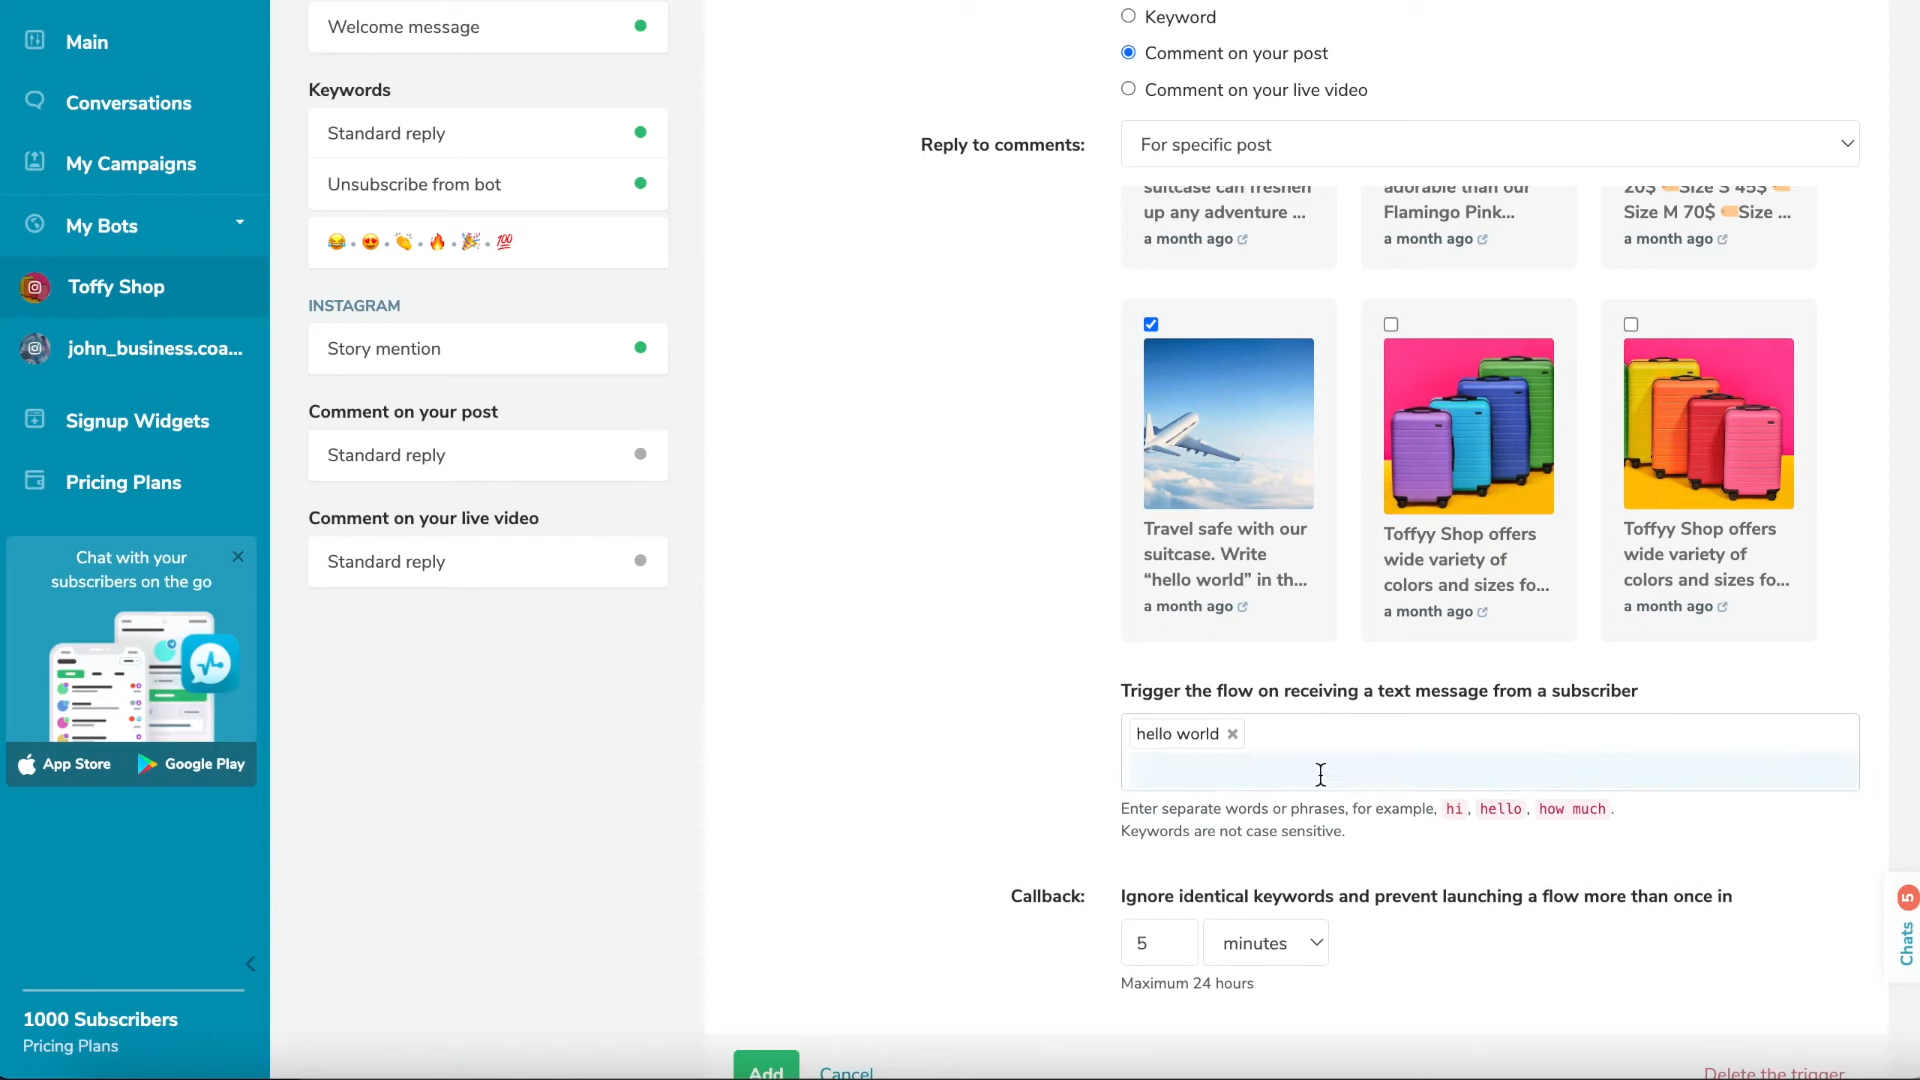 Main
Conversations
My Campaigns
My Bots
Toffy Shop
john_business.coa...
Signup Widgets
Pricing Plans
Chat with your
subscribers on the go
App Store
Google Play
1000 Subscribers
Pricing Plans
Welcome message
Keywords
Standard reply
Unsubscribe from bot
INSTAGRAM
Story mention
Comment on your post
Standard reply
Comment on your live video
Standard reply
Keyword
Comment on your post
Comment on your live video
Reply to comments:
For specific post
suitcase can freshen
up any adventure ...
a month ago
adorable than our
Flamingo Pink...
a month ago
20$ Size S 45$
Size M 70$ Size ...
a month ago
Travel safe with our
suitcase. Write
“hello world” in th...
a month ago
Toffyy Shop offers
wide variety of
colors and sizes fo...
a month ago
Toffyy Shop offers
wide variety of
colors and sizes fo...
a month ago
Trigger the flow on receiving a text message from a subscriber
hello world
Enter separate words or phrases, for example, hi, hello, how much.
Keywords are not case sensitive.
Callback:
Ignore identical keywords and prevent launching a flow more than once in
5
minutes
Maximum 24 hours
Add
Cancel
Delete the trigger
Chats 5